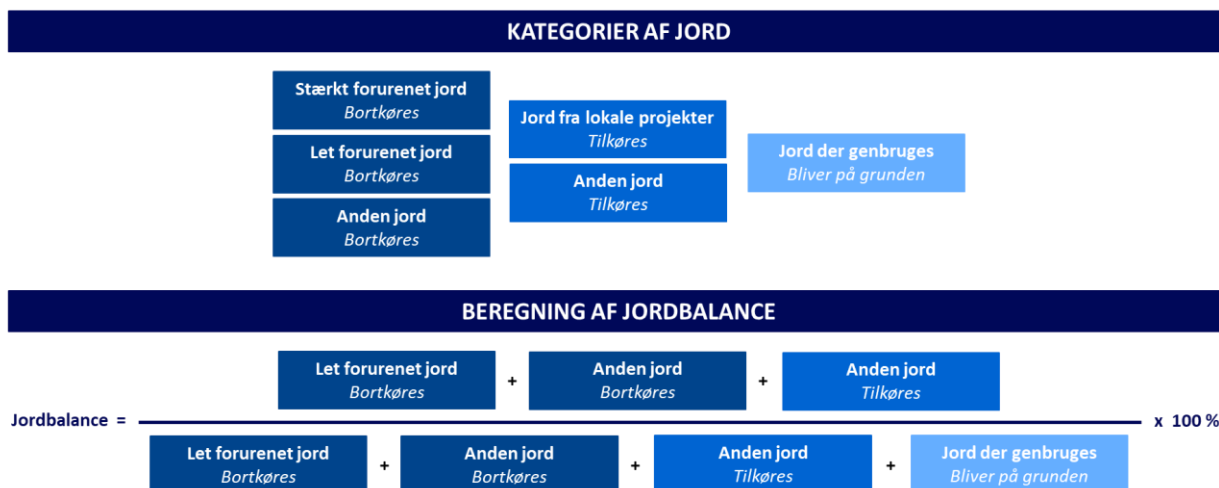 KATEGORIER AF JORD
Stærkt forurenet jord
Bortkøres
Let forurenet jord
Bortkøres
Anden jord
Bortkøres
Jord fra lokale projekter
Tilkøres
Anden jord
Tilkøres
Jord der genbruges
Bliver på grunden
BEREGNING AF JORDBALANCE
Jordbalance =
Let forurenet jord
Bortkøres
+
Anden jord
Bortkøres
+
Anden jord
Tilkøres
Let forurenet jord
Bortkøres
+
Anden jord
Bortkøres
+
Anden jord
Tilkøres
+
Jord der genbruges
Bliver på grunden
x 100 %